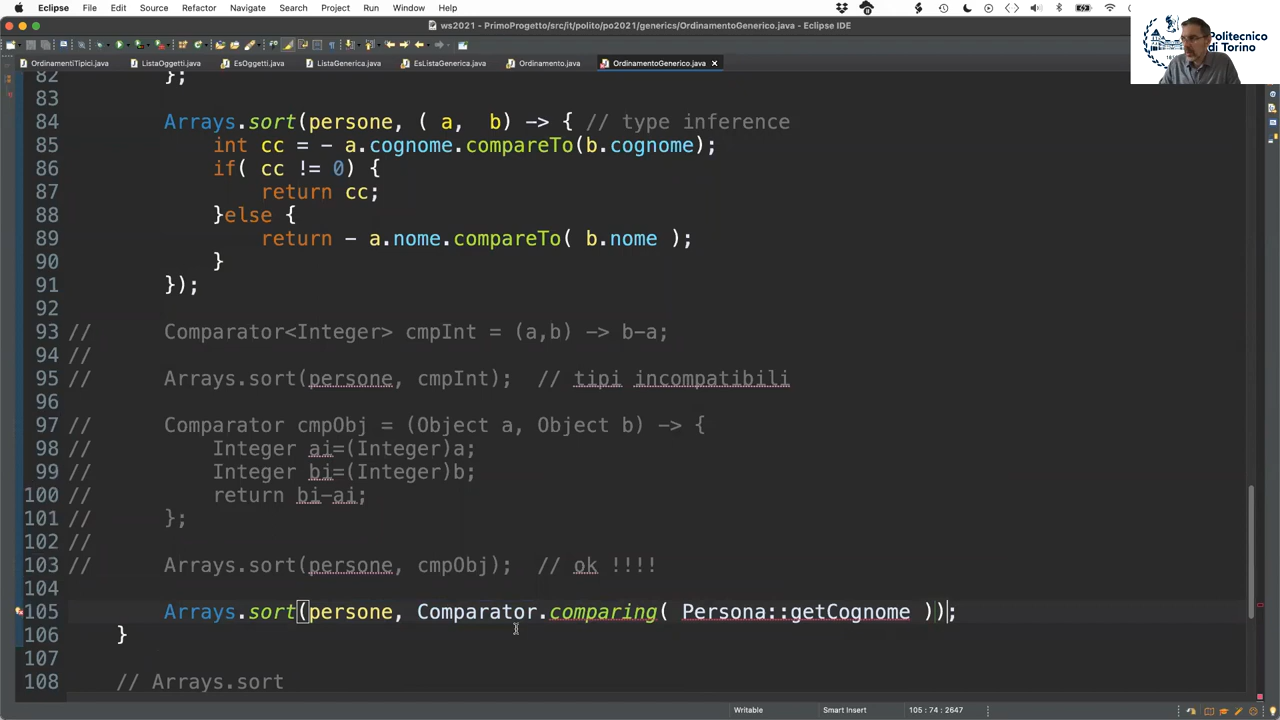 Eclipse File Edit Source Refactor Navigate Search Project Run Window Help
ws2021 - PrimoProgetto/src/it/polito/po2021/generics/OrdinamentoGenerico.java - Eclipse IDE
Politecnico
di Torino
OrdinamentiTipici.java ListaOggetti.java EsOggetti.java ListaGenerica.java EsListaGenerica.java Ordinamento.java OrdinamentoGenerico.java
82 };
83
84 Arrays.sort(persone, ( a, b) -> { // type inference
85 int cc = - a.cognome.compareTo(b.cognome);
86 if( cc != 0) {
87 return cc;
88 }else {
89 return - a.nome.compareTo( b.nome );
90 }
91 });
92
93 // Comparator<Integer> cmpInt = (a,b) -> b-a;
94 //
95 // Arrays.sort(persone, cmpInt); // tipi incompatibili
96 //
97 // Comparator cmpObj = (Object a, Object b) -> {
98 // Integer ai=(Integer)a;
99 // Integer bi=(Integer)b;
100 // return bi-ai;
101 // };
102 //
103 // Arrays.sort(persone, cmpObj); // ok !!!!
104
105 Arrays.sort(persone, Comparator.comparing( Persona::getCognome ));
106 }
107
108 // Arrays.sort
Writable Smart Insert 105 : 74 : 2647